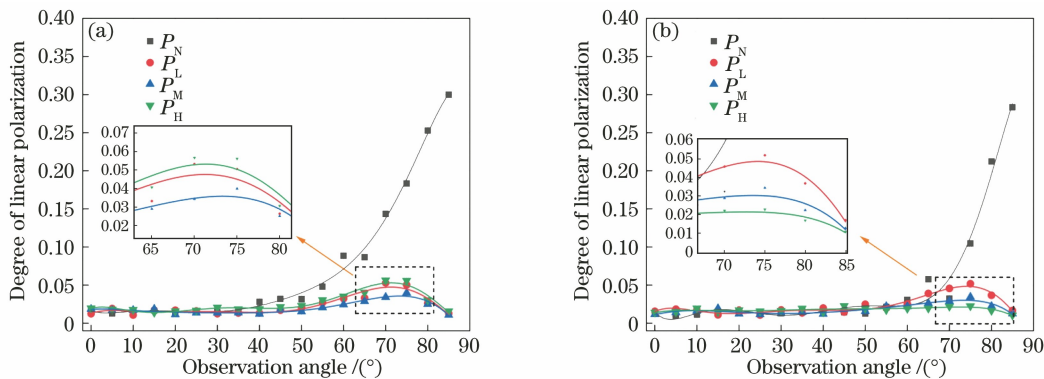 (a)
P_N
P_L
P_M
P_H
Degree of linear polarization
0.40
0.35
0.30
0.25
0.20
0.15
0.10
0.05
0
0.07
0.06
0.05
0.04
0.03
0.02
65 70 75 80
0 10 20 30 40 50 60 70 80 90
Observation angle /(°)
(b)
P_N
P_L
P_M
P_H
Degree of linear polarization
0.40
0.35
0.30
0.25
0.20
0.15
0.10
0.05
0
0.06
0.05
0.04
0.03
0.02
0.01
0
70 75 80 85
0 10 20 30 40 50 60 70 80 90
Observation angle /(°)